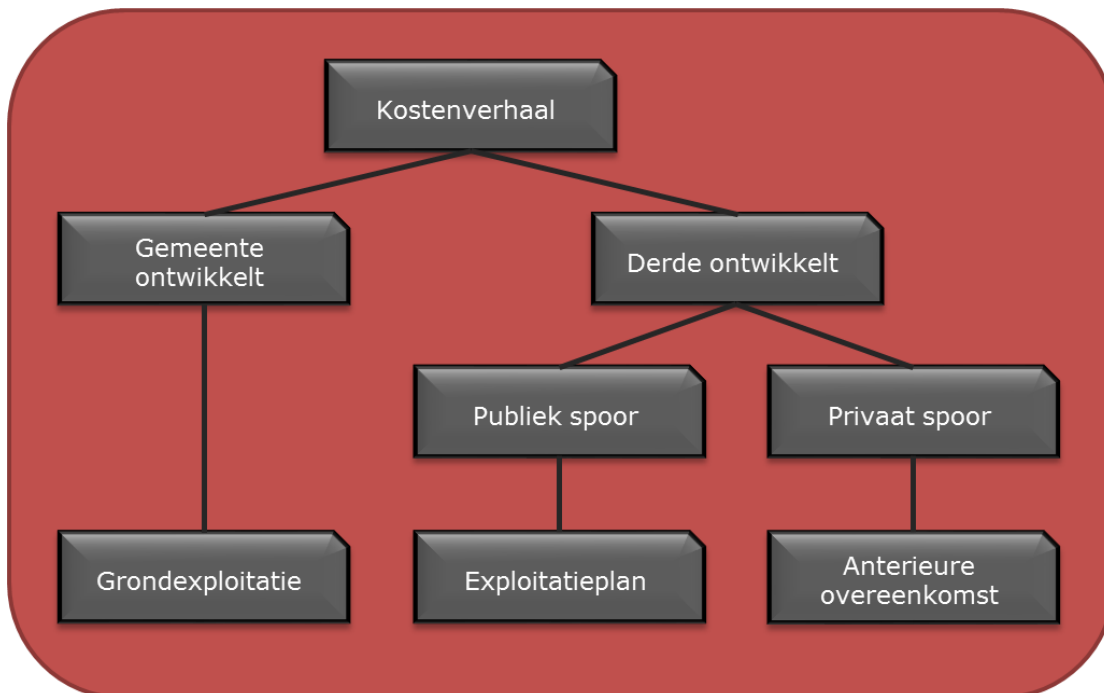 Kostenverhaal
Gemeente
ontwikkelt
Derde ontwikkelt
Publiek spoor
Privaat spoor
Grondexploitatie
Exploitatieplan
Anterieure
overeenkomst